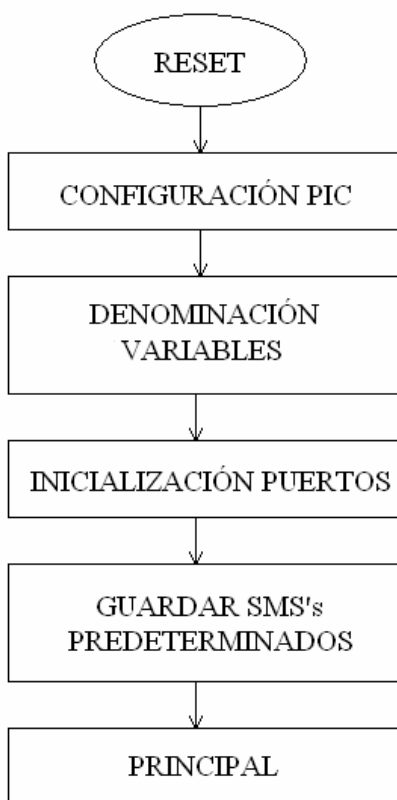 RESET
CONFIGURACIÓN PIC
DENOMINACIÓN
VARIABLES
INICIALIZACIÓN PUERTOS
GUARDAR SMS's
PREDETERMINADOS
PRINCIPAL